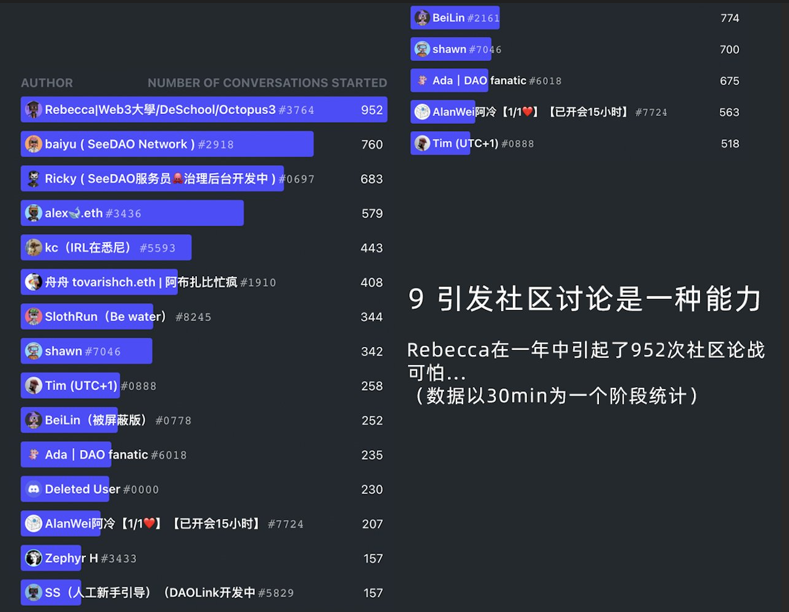 AUTHOR NUMBER OF CONVERSATIONS STARTED
Rebecca|Web3大學/DeSchool/Octopus3 #3764 952
baiyu ( SeeDAO Network ) #2918 760
Ricky ( SeeDAO服务员🐙治理后台开发中 ) #0697 683
alex🐳.eth #3436 579
kc（IRL在悉尼） #5593 443
舟舟 tovarishch.eth | 阿布扎比忙疯 #1910 408
SlothRun（Be water） #8245 344
shawn #7046 342
Tim (UTC+1) #0888 258
BeiLin（被屏蔽版） #0778 252
Ada｜DAO fanatic #6018 235
Deleted User #0000 230
AlanWei阿冷【1/1❤️】【已开会15小时】 #7724 207
Zephyr H #3433 157
SS（人工新手引导）（DAOLink开发中 #5829 157
BeiLin #2161 774
shawn #7046 700
Ada｜DAO fanatic #6018 675
AlanWei阿冷【1/1❤️】【已开会15小时】 #7724 563
Tim (UTC+1) #0888 518
9 引发社区讨论是一种能力
Rebecca在一年中引起了952次社区论战
可怕...
（数据以30min为一个阶段统计）